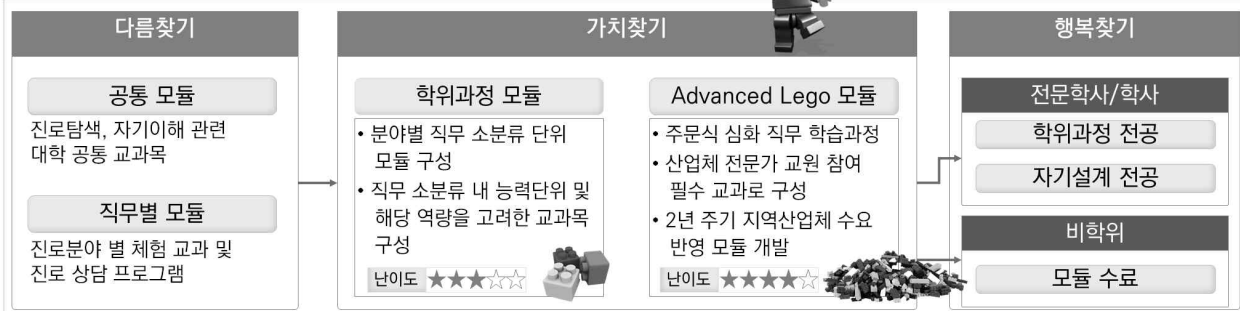 다름찾기
공통 모듈
진로탐색, 자기이해 관련
대학 공통 교과목
직무별 모듈
진로분야 별 체험 교과 및
진로 상담 프로그램
가치찾기
학위과정 모듈
• 분야별 직무 소분류 단위
모듈 구성
• 직무 소분류 내 능력단위 및
해당 역량을 고려한 교과목
구성
난이도 ★★★☆☆
Advanced Lego 모듈
• 주문식 심화 직무 학습과정
• 산업체 전문가 교원 참여
필수 교과로 구성
• 2년 주기 지역산업체 수요
반영 모듈 개발
난이도 ★★★★☆
행복찾기
전문학사/학사
학위과정 전공
자기설계 전공
비학위
모듈 수료